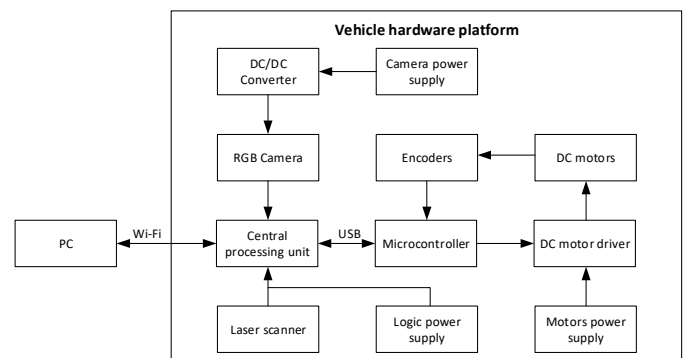 Vehicle hardware platform
DC/DC
Converter
Camera power
supply
RGB Camera
Encoders
DC motors
PC
Wi-Fi
Central
processing unit
USB
Microcontroller
DC motor driver
Laser scanner
Logic power
supply
Motors power
supply